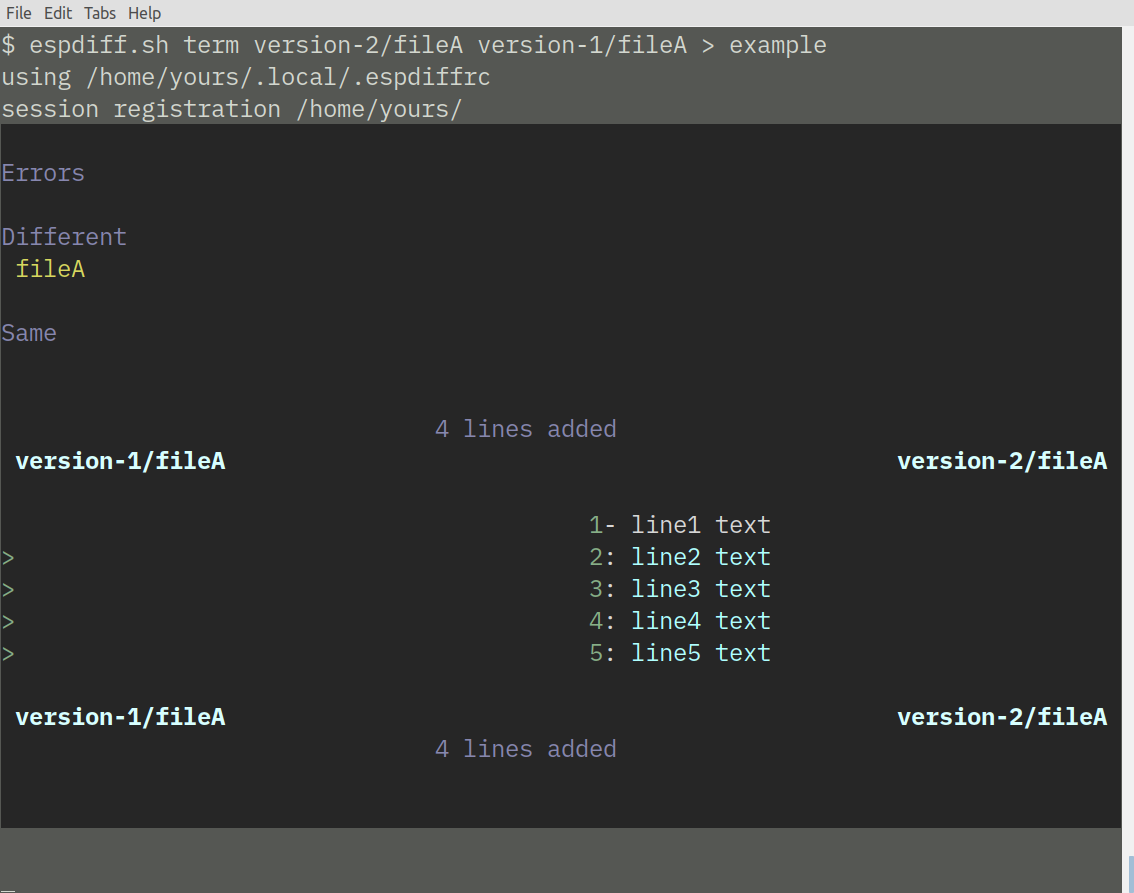 File Edit Tabs Help
$ espdiff.sh term version-2/fileA version-1/fileA > example
using /home/yours/.local/.espdiffrc
session registration /home/yours/
Errors
Different
fileA
Same
4 lines added
version-1/fileA version-2/fileA
1- line1 text
> 2: line2 text
> 3: line3 text
> 4: line4 text
> 5: line5 text
version-1/fileA version-2/fileA
4 lines added